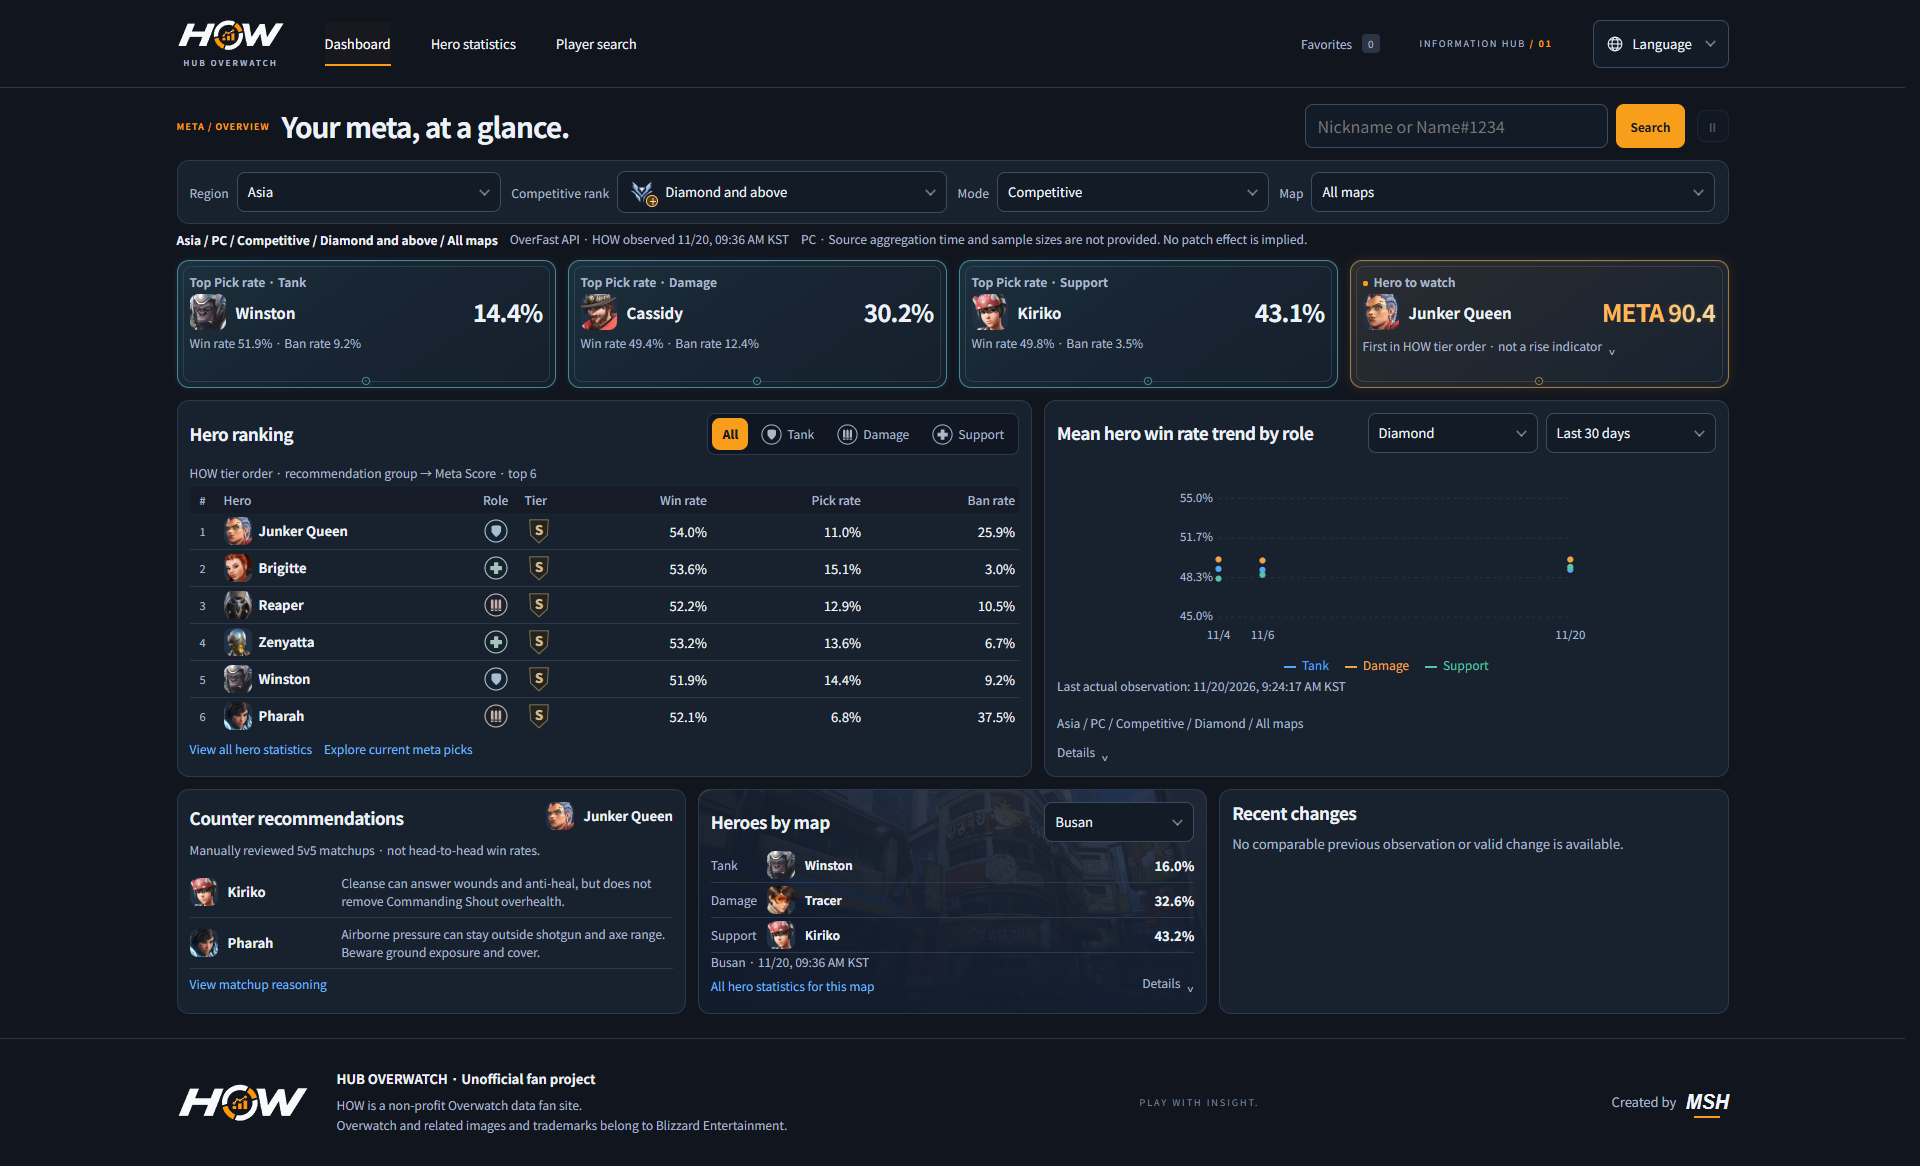 HOW
HUB OVERWATCH
Dashboard
Hero statistics
Player search
Favorites 0
INFORMATION HUB / 01
Language
META / OVERVIEW
Your meta, at a glance.
Nickname or Name#1234
Search
Region
Asia
Competitive rank
Diamond and above
Mode
Competitive
Map
All maps
Asia / PC / Competitive / Diamond and above / All maps
OverFast API · HOW observed 11/20, 09:36 AM KST
PC · Source aggregation time and sample sizes are not provided. No patch effect is implied.
Top Pick rate · Tank
Winston
14.4%
Win rate 51.9% · Ban rate 9.2%
Top Pick rate · Damage
Cassidy
30.2%
Win rate 49.4% · Ban rate 12.4%
Top Pick rate · Support
Kiriko
43.1%
Win rate 49.8% · Ban rate 3.5%
Hero to watch
Junker Queen
META 90.4
First in HOW tier order · not a rise indicator
Hero ranking
All
Tank
Damage
Support
HOW tier order · recommendation group → Meta Score · top 6
# Hero Role Tier Win rate Pick rate Ban rate
1 Junker Queen S 54.0% 11.0% 25.9%
2 Brigitte S 53.6% 15.1% 3.0%
3 Reaper S 52.2% 12.9% 10.5%
4 Zenyatta S 53.2% 13.6% 6.7%
5 Winston S 51.9% 14.4% 9.2%
6 Pharah S 52.1% 6.8% 37.5%
View all hero statistics
Explore current meta picks
Mean hero win rate trend by role
Diamond
Last 30 days
55.0%
51.7%
48.3%
45.0%
11/4 11/6 11/20
Tank Damage Support
Last actual observation: 11/20/2026, 9:24:17 AM KST
Asia / PC / Competitive / Diamond / All maps
Details
Counter recommendations
Junker Queen
Manually reviewed 5v5 matchups · not head-to-head win rates.
Kiriko
Cleanse can answer wounds and anti-heal, but does not
remove Commanding Shout overhealth.
Pharah
Airborne pressure can stay outside shotgun and axe range.
Beware ground exposure and cover.
View matchup reasoning
Heroes by map
Busan
Tank Winston 16.0%
Damage Tracer 32.6%
Support Kiriko 43.2%
Busan · 11/20, 09:36 AM KST
All hero statistics for this map
Details
Recent changes
No comparable previous observation or valid change is available.
HOW
HUB OVERWATCH · Unofficial fan project
HOW is a non-profit Overwatch data fan site.
Overwatch and related images and trademarks belong to Blizzard Entertainment.
PLAY WITH INSIGHT.
Created by MSH